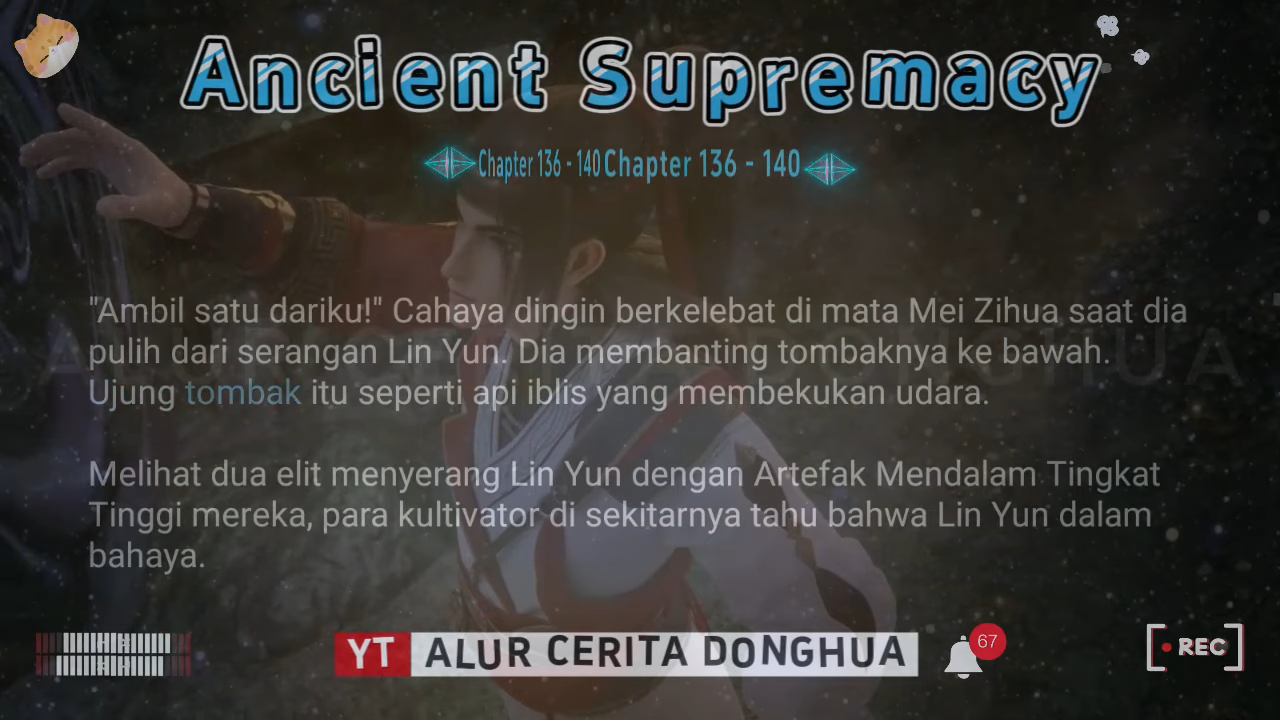 Ancient Supremacy
Chapter 136 - 140 Chapter 136 - 140
"Ambil satu dariku!" Cahaya dingin berkelebat di mata Mei Zihua saat dia
pulih dari serangan Lin Yun. Dia membanting tombaknya ke bawah.
Ujung tombak itu seperti api iblis yang membekukan udara.
Melihat dua elit menyerang Lin Yun dengan Artefak Mendalam Tingkat
Tinggi mereka, para kultivator di sekitarnya tahu bahwa Lin Yun dalam
bahaya.
YT ALUR CERITA DONGHUA
67
REC